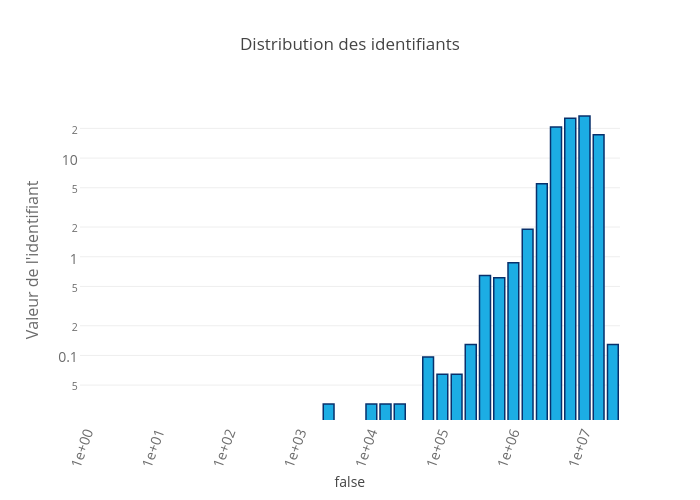 Distribution des identifiants
Valeur de l'identifiant
2
10
5
2
1
5
2
0.1
5
1e+00
1e+01
1e+02
1e+03
1e+04
1e+05
1e+06
1e+07
false